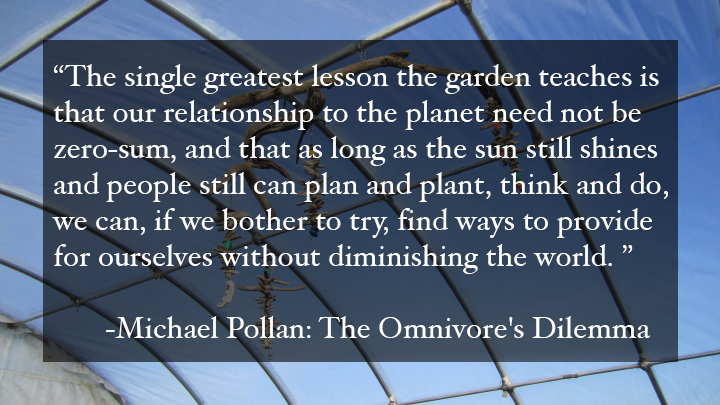 “The single greatest lesson the garden teaches is
that our relationship to the planet need not be
zero-sum, and that as long as the sun still shines
and people still can plan and plant, think and do,
we can, if we bother to try, find ways to provide
for ourselves without diminishing the world. ”
-Michael Pollan: The Omnivore's Dilemma